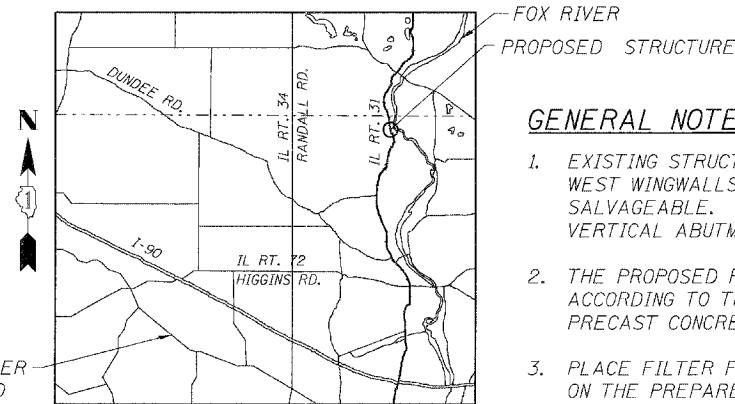 FOX RIVER
PROPOSED STRUCTURE
DUNDEE RD.
IL RT. 34
RANDALL RD.
IL RT. 31
N
1
I-90
IL RT. 72
HIGGINS RD.
GENERAL NOTE
1. EXISTING STRUCT
WEST WINGWALLS
SALVAGEABLE.
VERTICAL ABUTM
2. THE PROPOSED P
ACCORDING TO T
PRECAST CONCRE
3. PLACE FILTER F
ON THE PREPARE